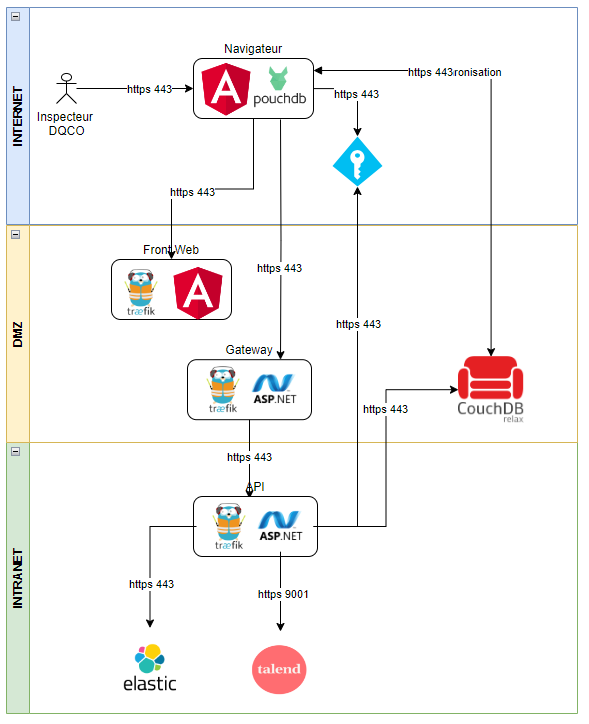 INTERNET
Navigateur
https 443
pouchdb
https 443ronisation
https 443
Inspecteur
DQCO
https 443
DMZ
Front Web
træfik
https 443
https 443
Gateway
træfik
ASP.NET
CouchDB
relax
https 443
INTRANET
https 443
API
træfik
ASP.NET
https 443
https 9001
elastic
talend